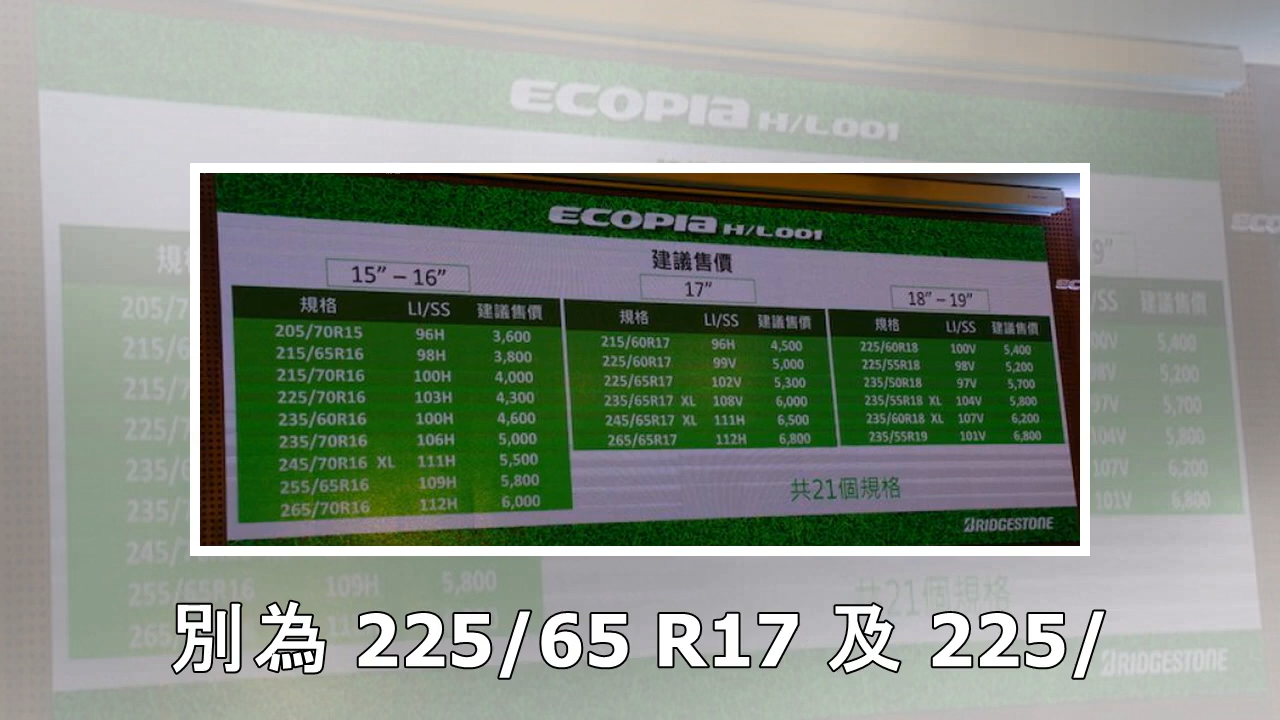 ECOPIA H/L001
建議售價
15” – 16”
規格 LI/SS 建議售價
205/70R15 96H 3,600
215/65R16 98H 3,800
215/70R16 100H 4,000
225/70R16 103H 4,300
235/60R16 100H 4,600
235/70R16 106H 5,000
245/70R16 XL 111H 5,500
255/65R16 109H 5,800
265/70R16 112H 6,000
17”
規格 LI/SS 建議售價
215/60R17 96H 4,500
225/60R17 99V 5,000
225/65R17 102V 5,300
235/65R17 XL 108V 6,000
245/65R17 XL 111H 6,500
265/65R17 112H 6,800
18” – 19”
規格 LI/SS 建議售價
225/60R18 100V 5,400
225/55R18 98V 5,200
235/50R18 97V 5,700
235/55R18 XL 104V 5,800
235/60R18 XL 107V 6,200
235/55R19 101V 6,800
共21個規格
BRIDGESTONE
別為 225/65 R17 及 225/